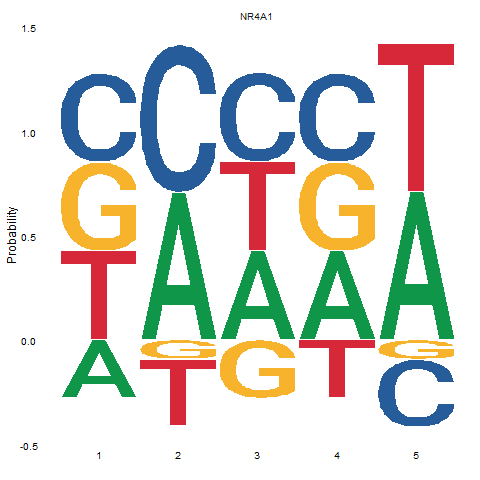 NR4A1
1.5
1.0
0.5
0.0
-0.5
Probability
C C C C T
G A T G A
T G A A G
A T G T C
1 2 3 4 5